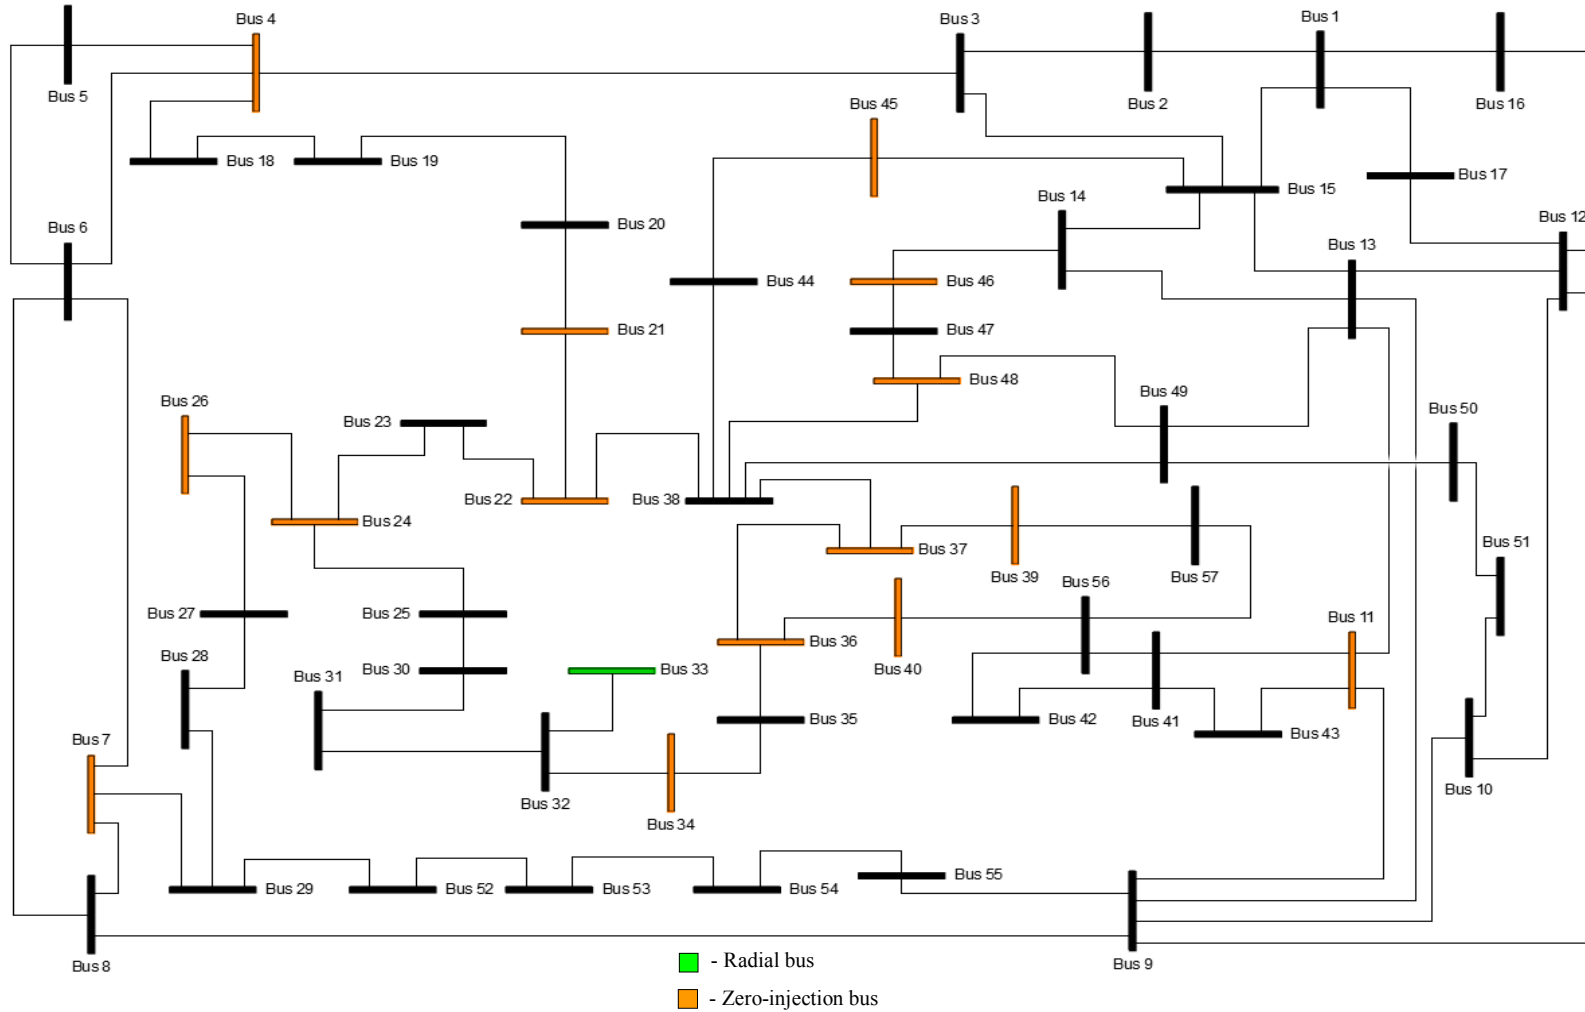 Bus 4
Bus 3
Bus 1
Bus 5
Bus 2
Bus 16
Bus 45
Bus 18
Bus 19
Bus 15
Bus 17
Bus 14
Bus 12
Bus 6
Bus 20
Bus 13
Bus 44
Bus 46
Bus 21
Bus 47
Bus 48
Bus 49
Bus 26
Bus 50
Bus 23
Bus 22
Bus 38
Bus 24
Bus 37
Bus 51
Bus 39
Bus 57
Bus 56
Bus 27
Bus 25
Bus 11
Bus 36
Bus 28
Bus 40
Bus 30
Bus 31
Bus 33
Bus 35
Bus 42
Bus 41
Bus 43
Bus 7
Bus 10
Bus 32
Bus 34
Bus 29
Bus 52
Bus 53
Bus 54
Bus 55
Bus 8
Bus 9
- Radial bus
- Zero-injection bus